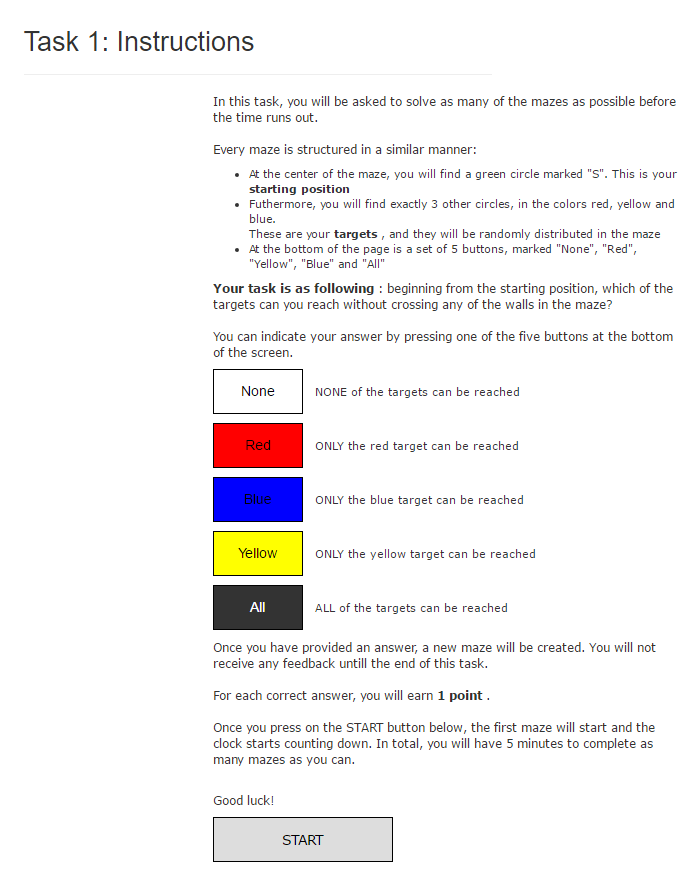 Task 1: Instructions
In this task, you will be asked to solve as many of the mazes as possible before
the time runs out.
Every maze is structured in a similar manner:
• At the center of the maze, you will find a green circle marked "S". This is your
starting position
• Futhermore, you will find exactly 3 other circles, in the colors red, yellow and
blue.
These are your targets , and they will be randomly distributed in the maze
• At the bottom of the page is a set of 5 buttons, marked "None", "Red",
"Yellow", "Blue" and "All"
Your task is as following : beginning from the starting position, which of the
targets can you reach without crossing any of the walls in the maze?
You can indicate your answer by pressing one of the five buttons at the bottom
of the screen.
None NONE of the targets can be reached
Red ONLY the red target can be reached
Blue ONLY the blue target can be reached
Yellow ONLY the yellow target can be reached
All ALL of the targets can be reached
Once you have provided an answer, a new maze will be created. You will not
receive any feedback untill the end of this task.
For each correct answer, you will earn 1 point .
Once you press on the START button below, the first maze will start and the
clock starts counting down. In total, you will have 5 minutes to complete as
many mazes as you can.
Good luck!
START